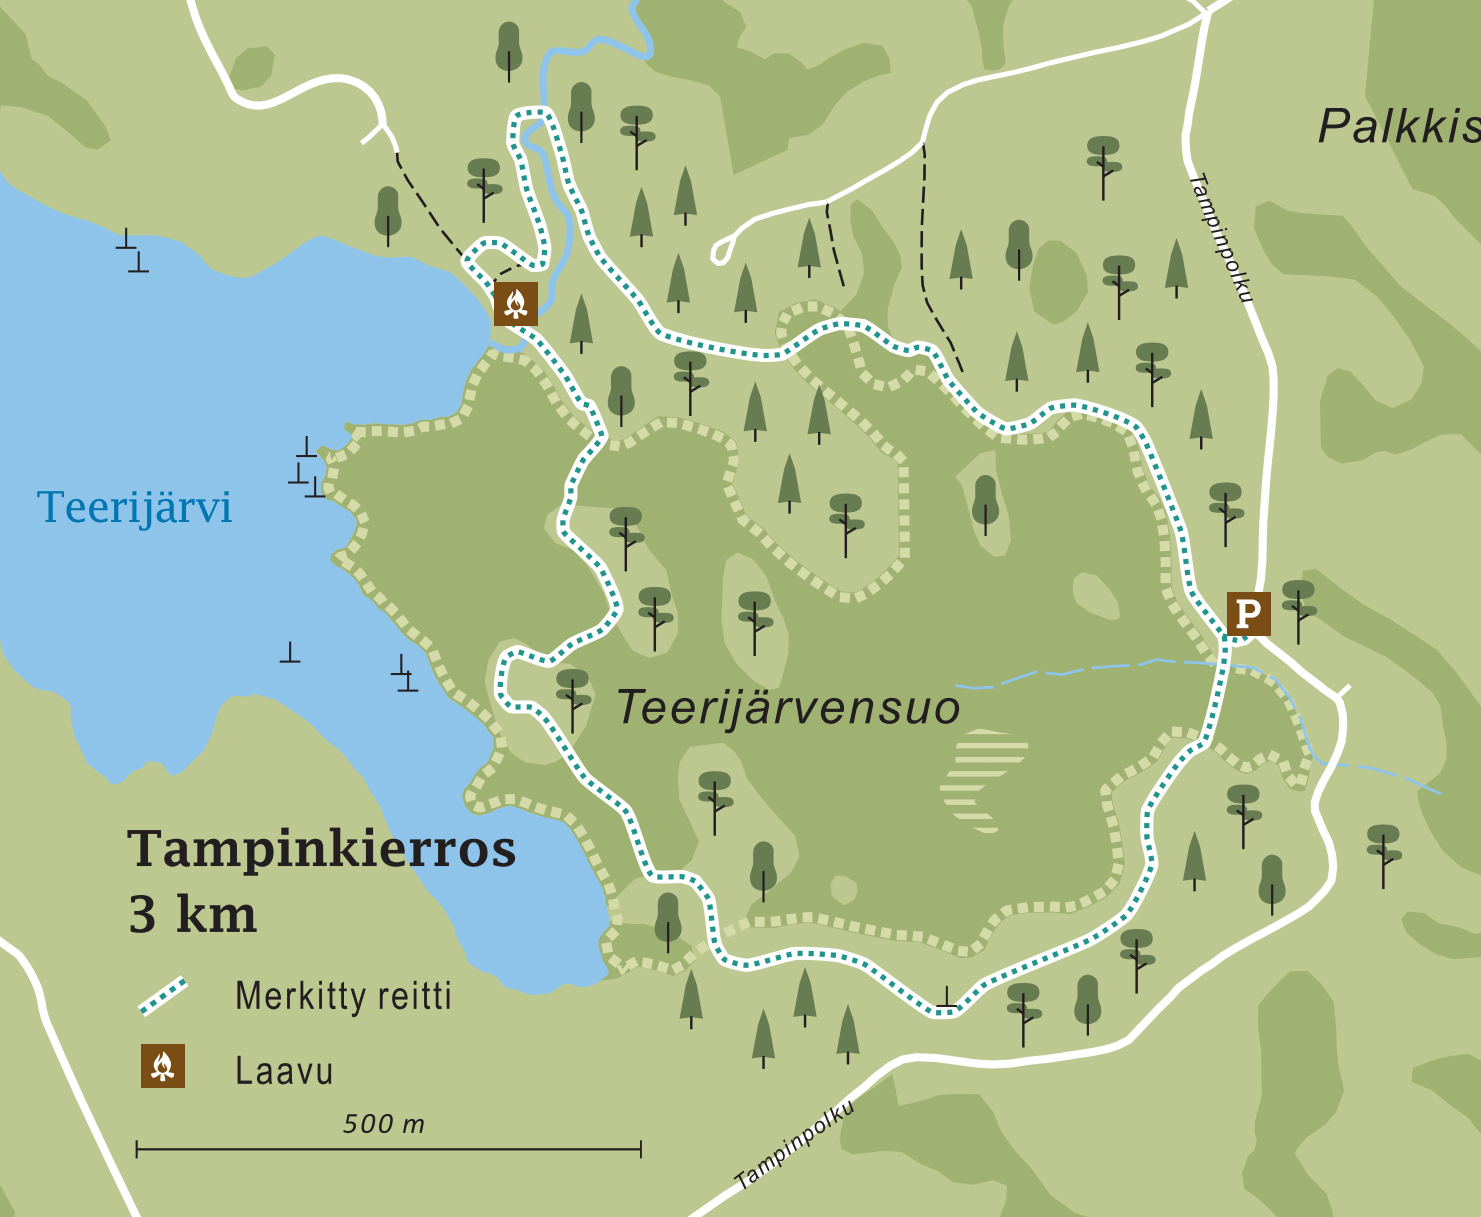 Palkkis
Tampinpolku
Teerijärvi
P
Teerijärvensuo
Tampinkierros
3 km
Merkitty reitti
Laavu
500 m
Tampinpolku